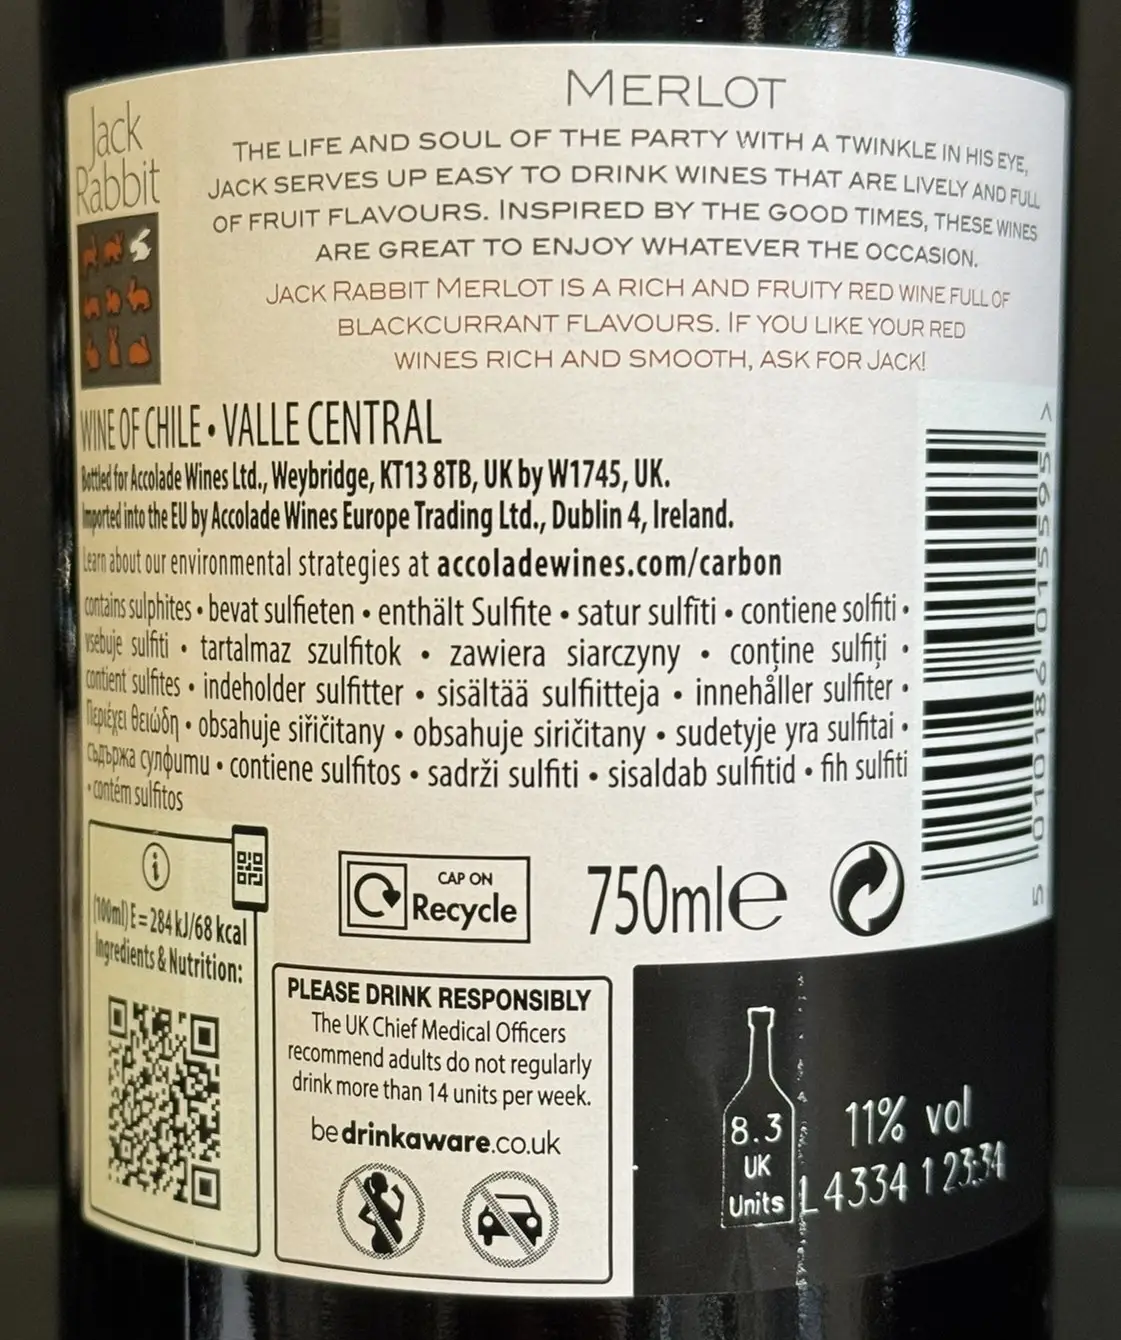 MERLOT
Jack
Rabbit
THE LIFE AND SOUL OF THE PARTY WITH A TWINKLE IN HIS EYE,
JACK SERVES UP EASY TO DRINK WINES THAT ARE LIVELY AND FULL
OF FRUIT FLAVOURS. INSPIRED BY THE GOOD TIMES, THESE WINES
ARE GREAT TO ENJOY WHATEVER THE OCCASION.
JACK RABBIT MERLOT IS A RICH AND FRUITY RED WINE FULL OF
BLACKCURRANT FLAVOURS. IF YOU LIKE YOUR RED
WINES RICH AND SMOOTH, ASK FOR JACK!
WINE OF CHILE • VALLE CENTRAL
Bottled for Accolade Wines Ltd., Weybridge, KT13 8TB, UK by W1745, UK.
Imported into the EU by Accolade Wines Europe Trading Ltd., Dublin 4, Ireland.
Learn about our environmental strategies at accoladewines.com/carbon
contains sulphites • bevat sulfieten • enthält Sulfite • satur sulfīti • contiene solfiti •
vsebuje sulfiti • tartalmaz szulfitok • zawiera siarczyny • conține sulfiți •
contient sulfites • indeholder sulfitter • sisältää sulfiitteja • innehåller sulfiter •
Περιέχει θειώδη • obsahuje siřičitany • obsahuje siričitany • sudetyje yra sulfitai •
Съдържа сулфити • contiene sulfitos • sadrži sulfiti • sisaldab sulfitid • fih sulfiti
• contém sulfitos
5 010186 015595 >
i
(100ml) E = 284 kJ/68 kcal
Ingredients & Nutrition:
CAP ON
Recycle
750ml e
PLEASE DRINK RESPONSIBLY
The UK Chief Medical Officers
recommend adults do not regularly
drink more than 14 units per week.
bedrinkaware.co.uk
8.3
UK
Units
11% vol
L4334 1 23:34